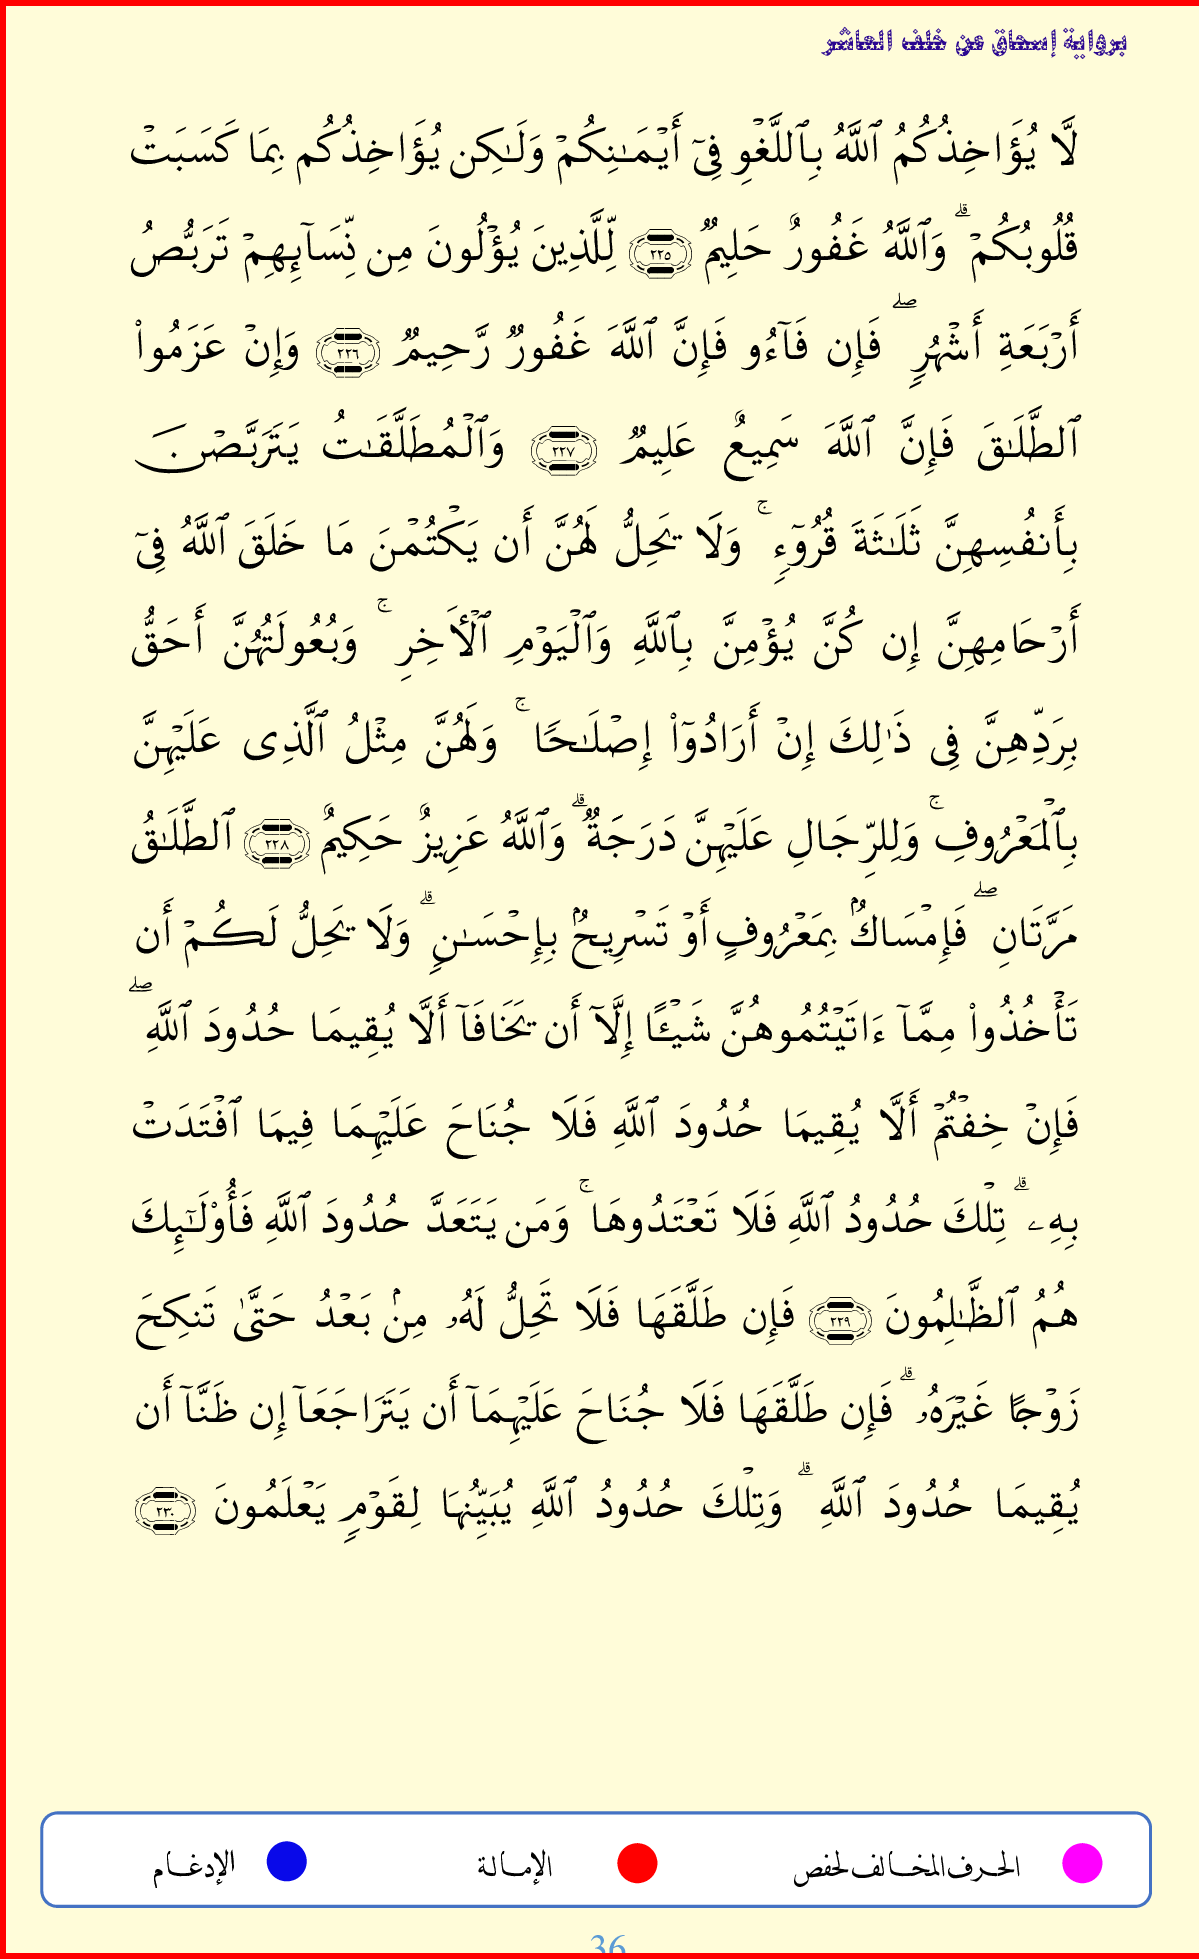 برواية إسحاق عن خلف العاشر
لَّا يُؤَاخِذُكُمُ ٱللَّهُ بِٱللَّغْوِ فِىٓ أَيْمَـٰنِكُمْ وَلَـٰكِن يُؤَاخِذُكُم بِمَا كَسَبَتْ
قُلُوبُكُمْ ۗ وَٱللَّهُ غَفُورٌ حَلِيمٌ ٢٢٥ لِّلَّذِينَ يُؤْلُونَ مِن نِّسَآئِهِمْ تَرَبُّصُ
أَرْبَعَةِ أَشْهُرٍ ۖ فَإِن فَآءُو فَإِنَّ ٱللَّهَ غَفُورٌ رَّحِيمٌ ٢٢٦ وَإِنْ عَزَمُوا۟
ٱلطَّلَـٰقَ فَإِنَّ ٱللَّهَ سَمِيعٌ عَلِيمٌ ٢٢٧ وَٱلْمُطَلَّقَـٰتُ يَتَرَبَّصْنَ
بِأَنفُسِهِنَّ ثَلَـٰثَةَ قُرُوٓءٍ ۚ وَلَا يَحِلُّ لَهُنَّ أَن يَكْتُمْنَ مَا خَلَقَ ٱللَّهُ فِىٓ
أَرْحَامِهِنَّ إِن كُنَّ يُؤْمِنَّ بِٱللَّهِ وَٱلْيَوْمِ ٱلْـَٔاخِرِ ۚ وَبُعُولَتُهُنَّ أَحَقُّ
بِرَدِّهِنَّ فِى ذَٰلِكَ إِنْ أَرَادُوٓا۟ إِصْلَـٰحًا ۚ وَلَهُنَّ مِثْلُ ٱلَّذِى عَلَيْهِنَّ
بِٱلْمَعْرُوفِ ۚ وَلِلرِّجَالِ عَلَيْهِنَّ دَرَجَةٌ ۗ وَٱللَّهُ عَزِيزٌ حَكِيمٌ ٢٢٨ ٱلطَّلَـٰقُ
مَرَّتَانِ ۖ فَإِمْسَاكٌۢ بِمَعْرُوفٍ أَوْ تَسْرِيحٌۢ بِإِحْسَـٰنٍ ۗ وَلَا يَحِلُّ لَكُمْ أَن
تَأْخُذُوا۟ مِمَّآ ءَاتَيْتُمُوهُنَّ شَيْـًٔا إِلَّآ أَن يَخَافَآ أَلَّا يُقِيمَا حُدُودَ ٱللَّهِ ۖ
فَإِنْ خِفْتُمْ أَلَّا يُقِيمَا حُدُودَ ٱللَّهِ فَلَا جُنَاحَ عَلَيْهِمَا فِيمَا ٱفْتَدَتْ
بِهِۦ ۗ تِلْكَ حُدُودُ ٱللَّهِ فَلَا تَعْتَدُوهَا ۚ وَمَن يَتَعَدَّ حُدُودَ ٱللَّهِ فَأُو۟لَـٰٓئِكَ
هُمُ ٱلظَّـٰلِمُونَ ٢٢٩ فَإِن طَلَّقَهَا فَلَا تَحِلُّ لَهُۥ مِنۢ بَعْدُ حَتَّىٰ تَنكِحَ
زَوْجًا غَيْرَهُۥ ۗ فَإِن طَلَّقَهَا فَلَا جُنَاحَ عَلَيْهِمَآ أَن يَتَرَاجَعَآ إِن ظَنَّآ أَن
يُقِيمَا حُدُودَ ٱللَّهِ ۗ وَتِلْكَ حُدُودُ ٱللَّهِ يُبَيِّنُهَا لِقَوْمٍ يَعْلَمُونَ ٢٣٠
الحرف المخالف لحفص الإمالة الإدغام
36